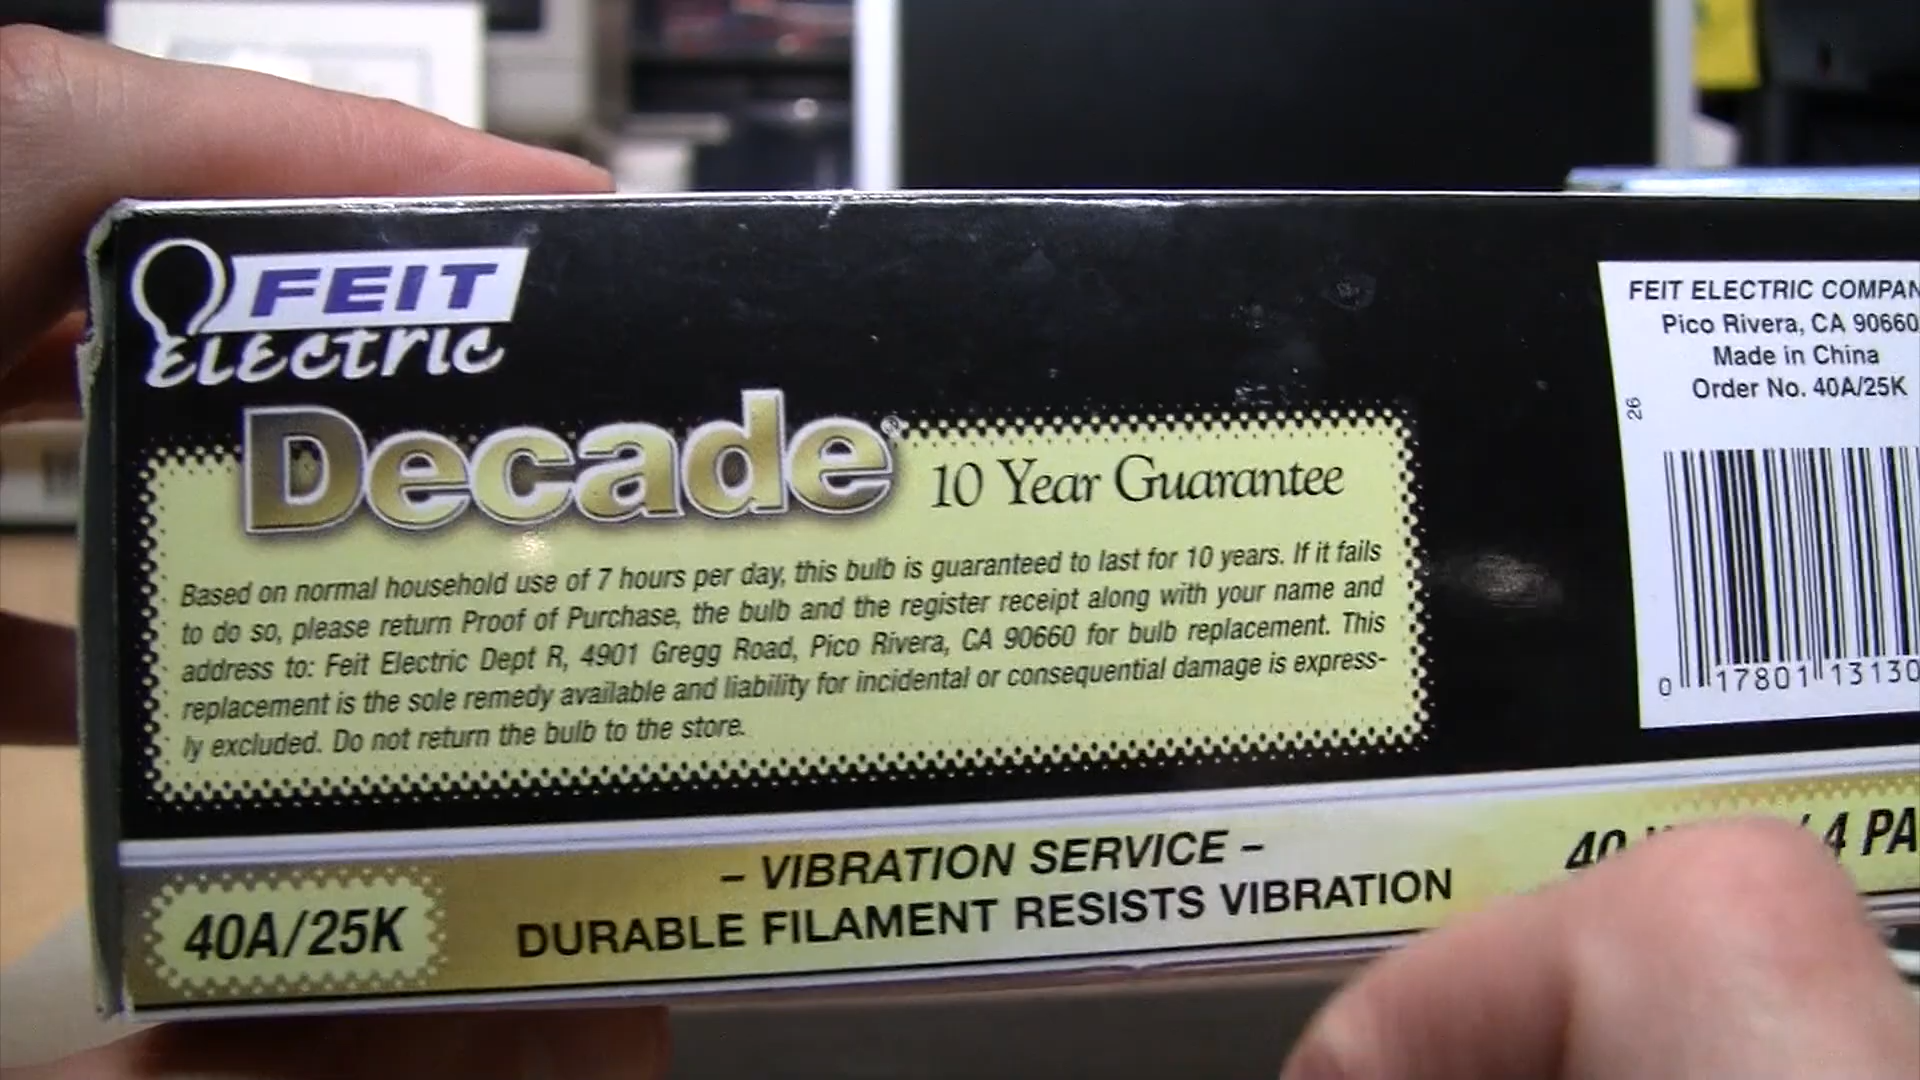 FEIT
ELECTRIC
Decade®
10 Year Guarantee
Based on normal household use of 7 hours per day, this bulb is guaranteed to last for 10 years. If it fails
to do so, please return Proof of Purchase, the bulb and the register receipt along with your name and
address to: Feit Electric Dept R, 4901 Gregg Road, Pico Rivera, CA 90660 for bulb replacement. This
replacement is the sole remedy available and liability for incidental or consequential damage is express-
ly excluded. Do not return the bulb to the store.
FEIT ELECTRIC COMPAN
Pico Rivera, CA 90660
Made in China
Order No. 40A/25K
26
0 17801 13130
40A/25K
– VIBRATION SERVICE –
DURABLE FILAMENT RESISTS VIBRATION
40 / 4 PA